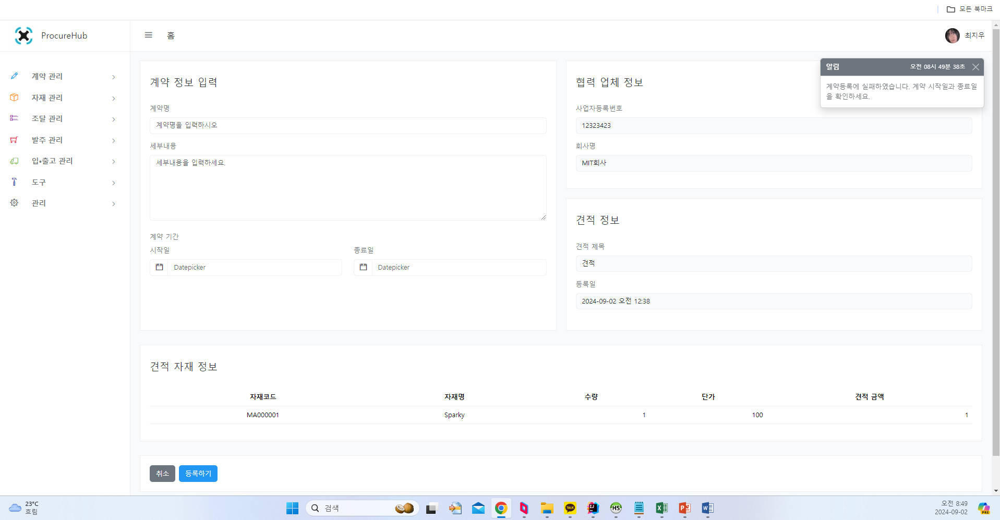 모든 북마크
ProcureHub
홈
최지우
계약 관리
자재 관리
조달 관리
발주 관리
입•출고 관리
도구
관리
알림
오전 08시 49분 38초
계약등록에 실패하였습니다. 계약 시작일과 종료일
을 확인하세요.
계약 정보 입력
계약명
계약명을 입력하시오
세부내용
세부내용을 입력하세요.
계약 기간
시작일
Datepicker
종료일
Datepicker
협력 업체 정보
사업자등록번호
12323423
회사명
MIT회사
견적 정보
견적 제목
견적
등록일
2024-09-02 오전 12:38
견적 자재 정보
자재코드 자재명 수량 단가 견적 금액
MA000001 Sparky 1 100 1
취소 등록하기
23°C
흐림
검색
TALK
IJ
HS
X
P
W
오전 8:49
2024-09-02
PRE